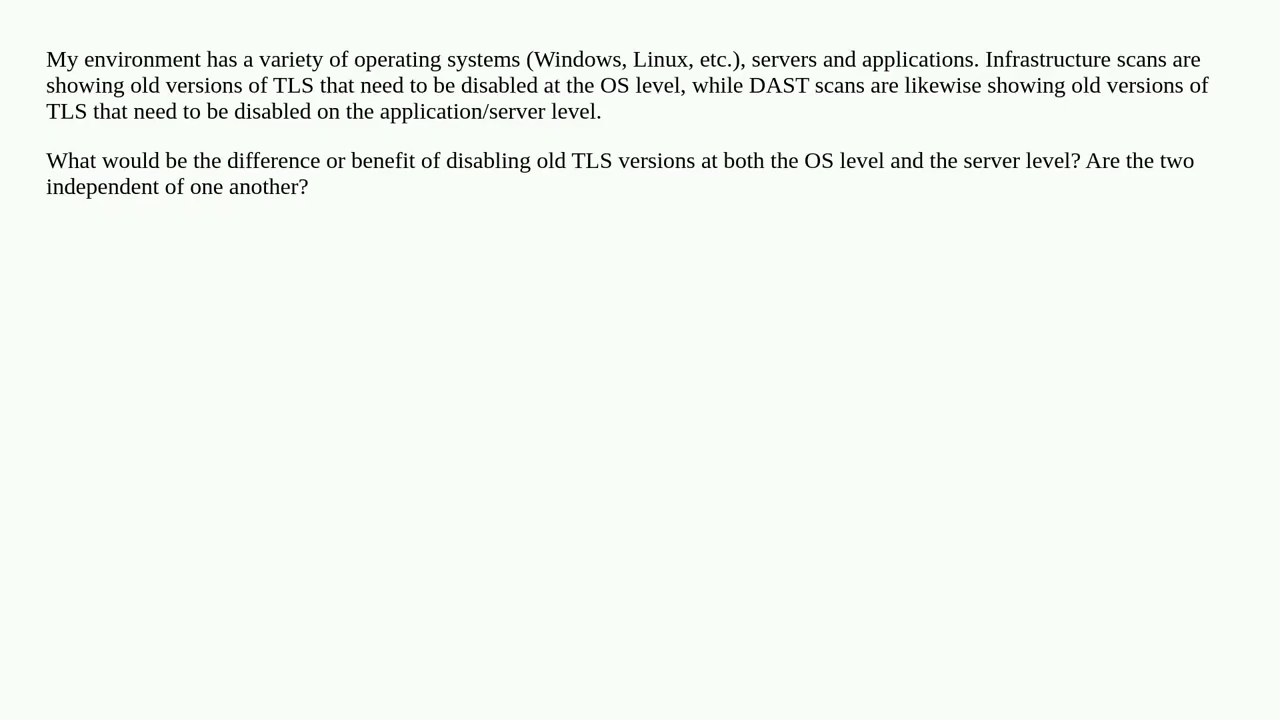 My environment has a variety of operating systems (Windows, Linux, etc.), servers and applications. Infrastructure scans are
showing old versions of TLS that need to be disabled at the OS level, while DAST scans are likewise showing old versions of
TLS that need to be disabled on the application/server level.
What would be the difference or benefit of disabling old TLS versions at both the OS level and the server level? Are the two
independent of one another?